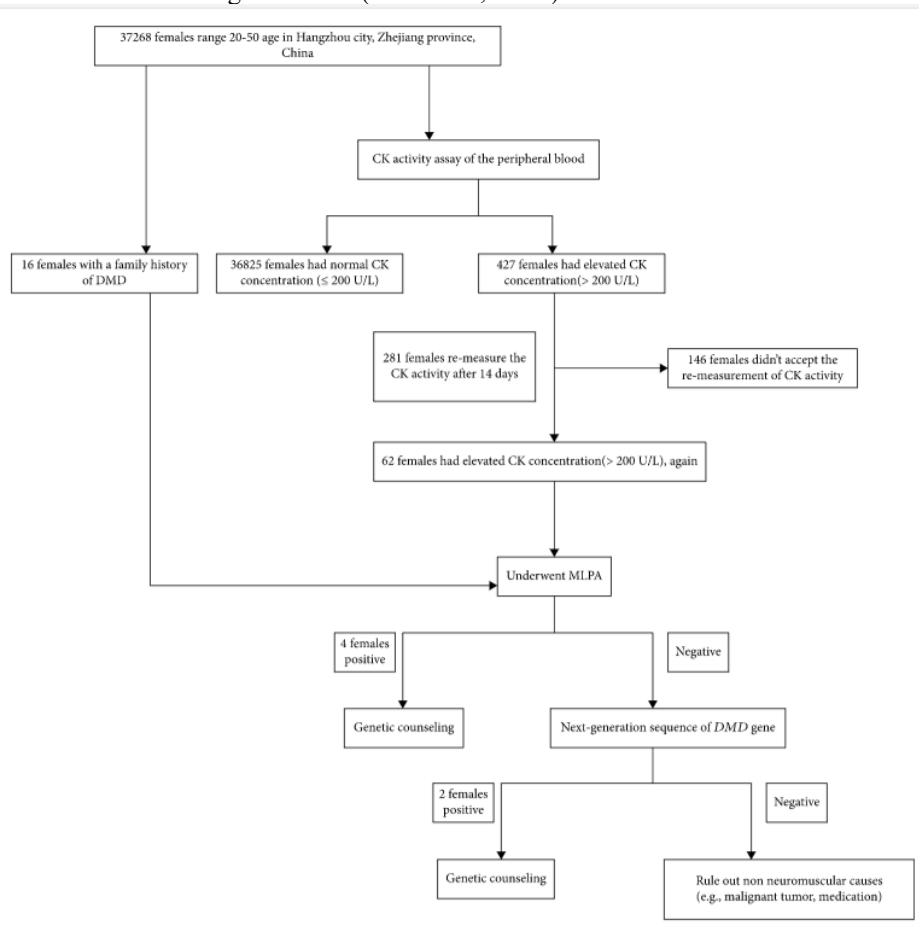 37268 females range 20-50 age in Hangzhou city, Zhejiang province,
China
CK activity assay of the peripheral blood
16 females with a family history
of DMD
36825 females had normal CK
concentration (≤ 200 U/L)
427 females had elevated CK
concentration(> 200 U/L)
281 females re-measure the
CK activity after 14 days
146 females didn't accept the
re-measurement of CK activity
62 females had elevated CK concentration(> 200 U/L), again
Underwent MLPA
4 females
positive
Negative
Genetic counseling
Next-generation sequence of DMD gene
2 females
positive
Negative
Genetic counseling
Rule out non neuromuscular causes
(e.g., malignant tumor, medication)